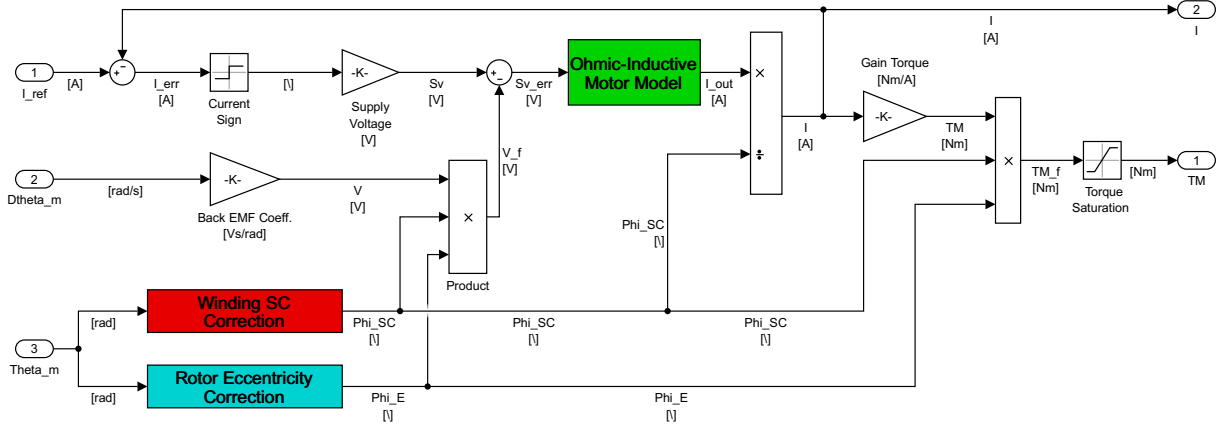 2
I
[A]
I
Ohmic-Inductive
Motor Model
Gain Torque
[Nm/A]
1
I_ref
[A]
+
−
I_err
[A]
Current
Sign
[\]
-K-
Supply
Voltage
[V]
Sv
[V]
+
−
Sv_err
[V]
I_out
[A]
×
÷
I
[A]
-K-
TM
[Nm]
×
TM_f
[Nm]
Torque
Saturation
[Nm]
1
TM
V_f
[V]
2
Dtheta_m
[rad/s]
-K-
Back EMF Coeff.
[Vs/rad]
V
[V]
×
Product
Phi_SC
[\]
Winding SC
Correction
[rad]
Phi_SC
[\]
Phi_SC
[\]
Phi_SC
[\]
3
Theta_m
Rotor Eccentricity
Correction
[rad]
Phi_E
[\]
Phi_E
[\]